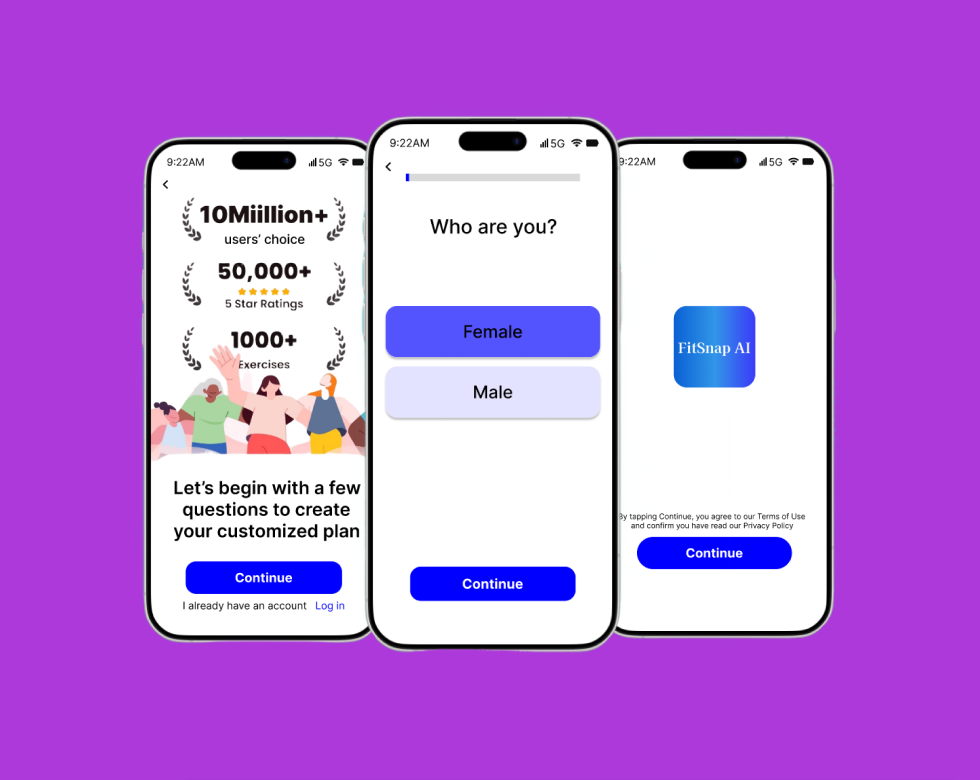 9:22AM
5G
10Miillion+
users' choice
50,000+
5 Star Ratings
1000+
Exercises
Let's begin with a few
questions to create
your customized plan
Continue
I already have an account Log in
9:22AM
5G
Who are you?
Female
Male
Continue
9:22AM
5G
FitSnap AI
By tapping Continue, you agree to our Terms of Use
and confirm you have read our Privacy Policy
Continue